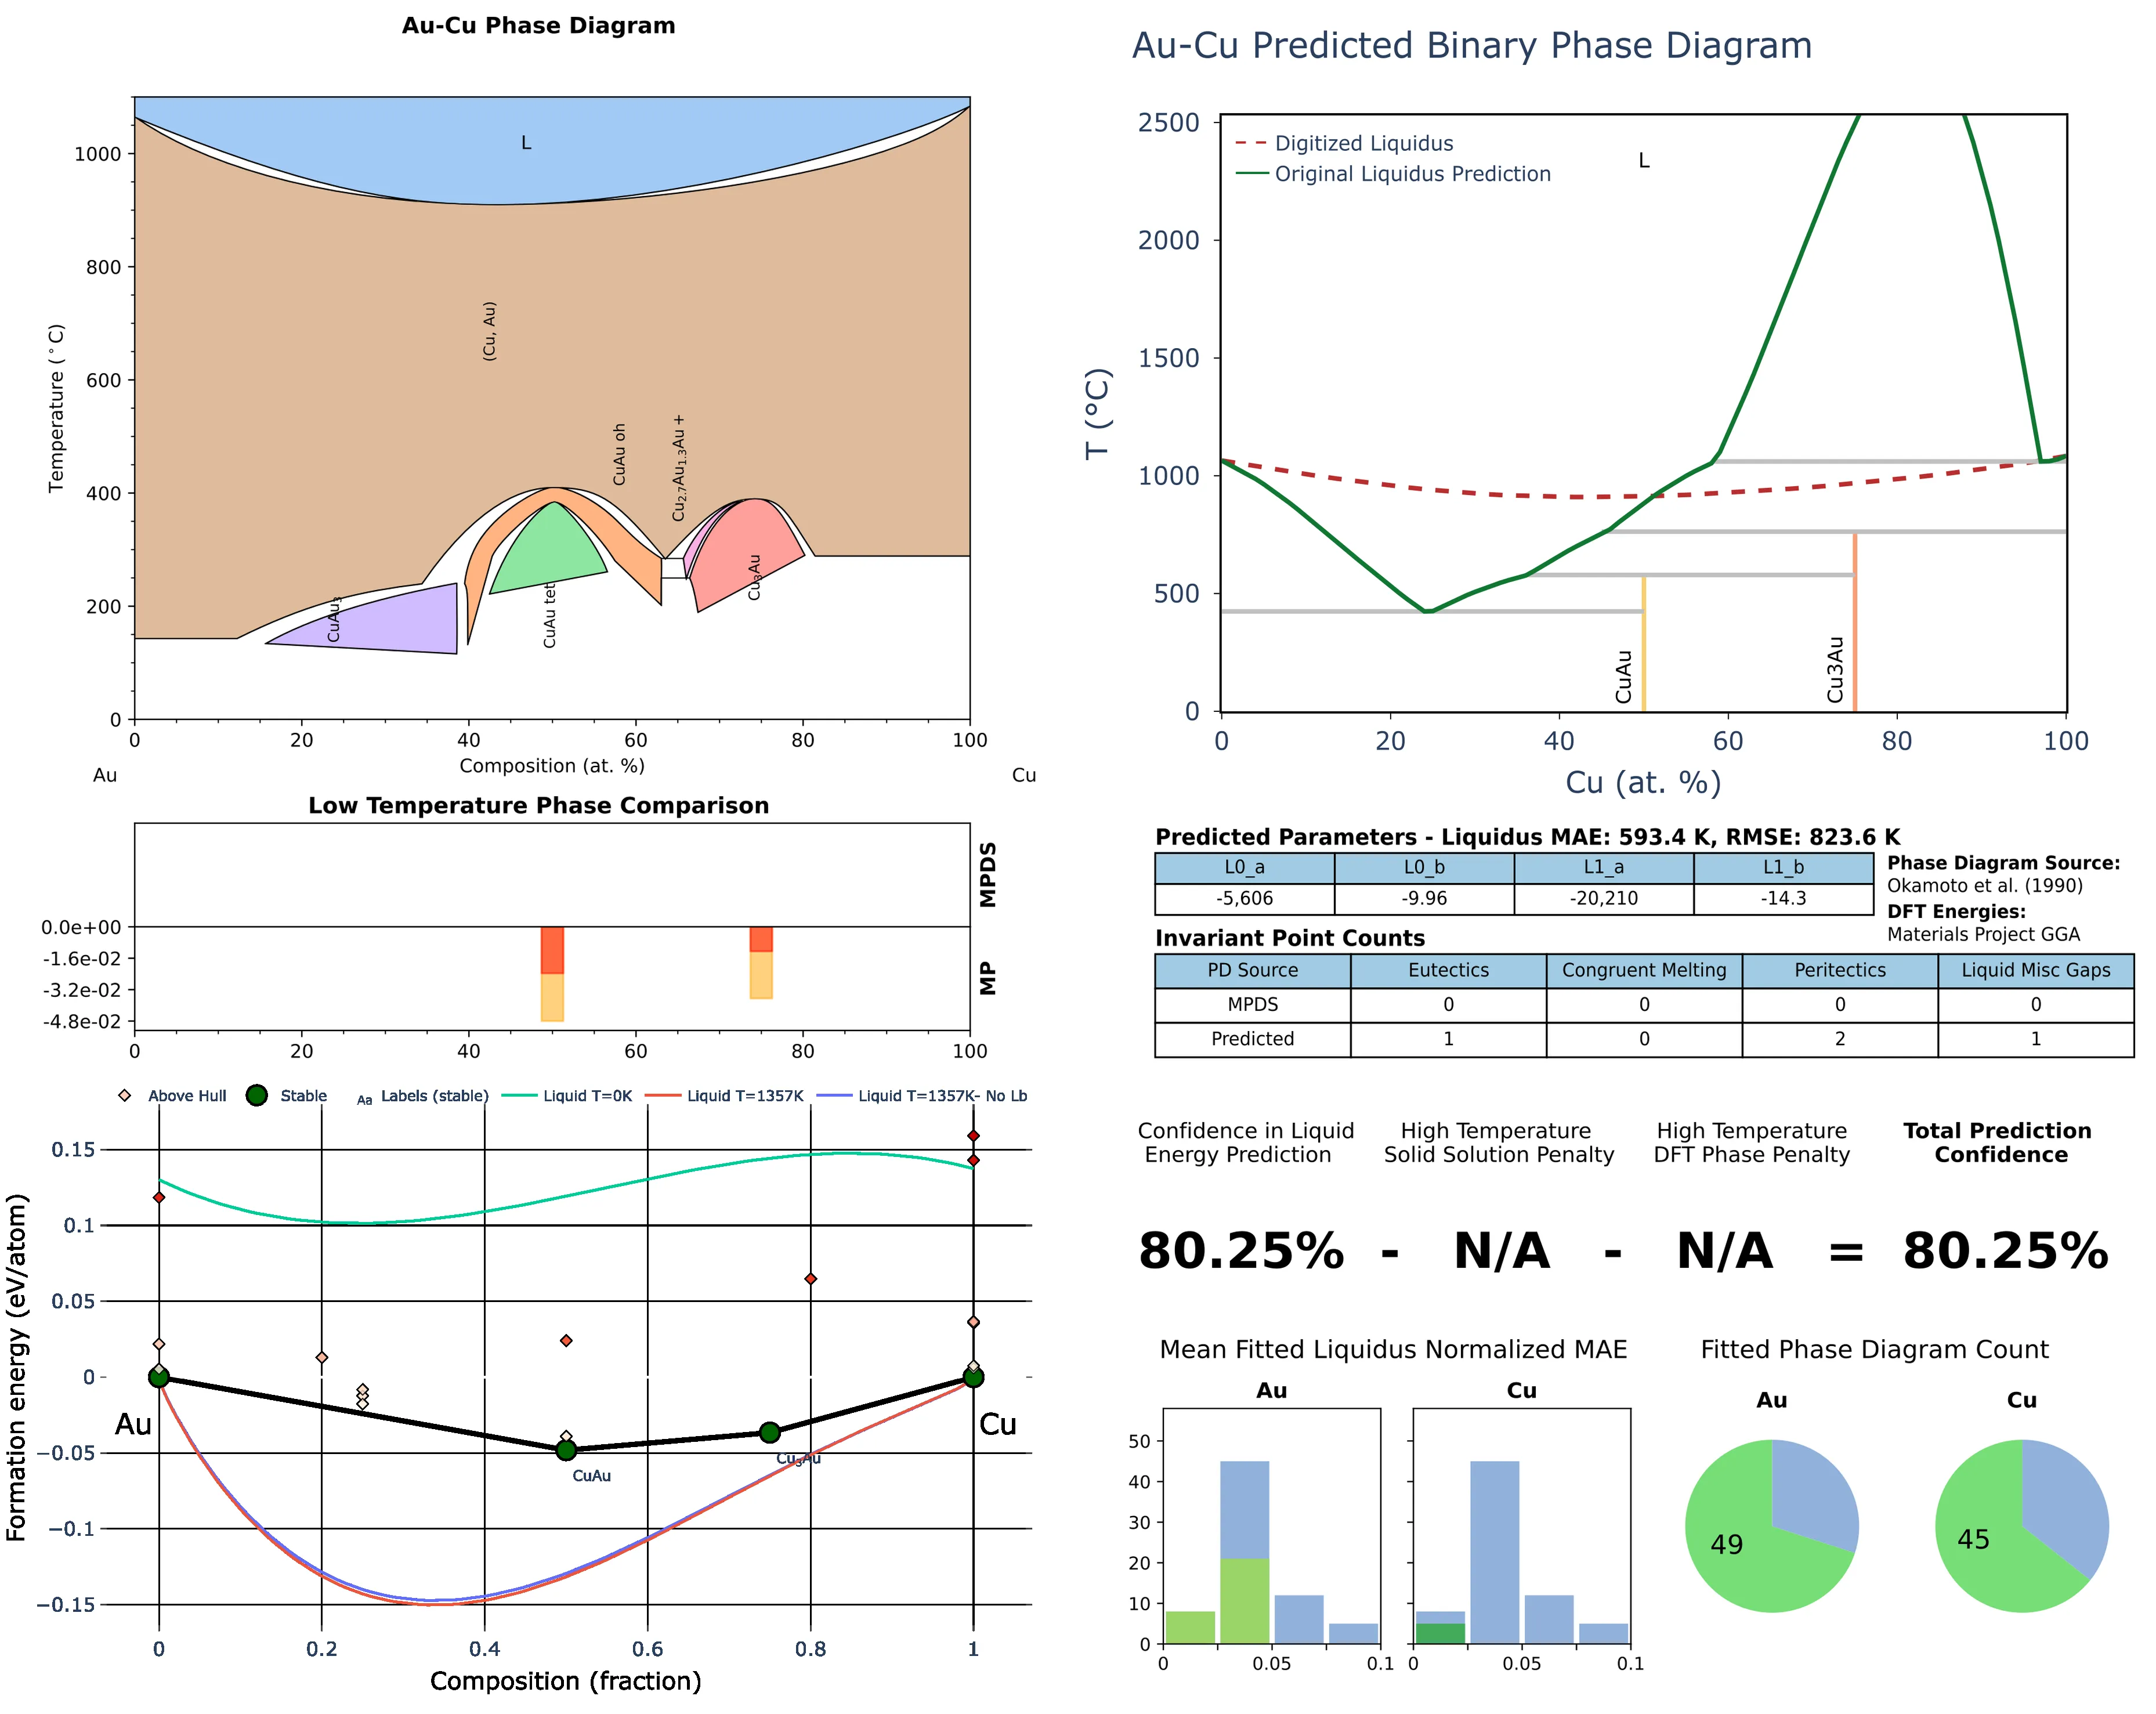 Au-Cu Phase Diagram
L
(Cu, Au)
CuAu oh
Cu2.7Au1.3Au +
CuAu3
CuAu tet
Cu3Au
Temperature (°C)
1000
800
600
400
200
0
0 20 40 60 80 100
Composition (at. %)
Au Cu
Low Temperature Phase Comparison
MPDS
MP
0.0e+00
-1.6e-02
-3.2e-02
-4.8e-02
0 20 40 60 80 100
Above Hull Stable Aa Labels (stable) Liquid T=0K Liquid T=1357K Liquid T=1357K- No Lb
Formation energy (eV/atom)
0.15
0.1
0.05
0
−0.05
−0.1
−0.15
Au Cu
CuAu
Cu3Au
0 0.2 0.4 0.6 0.8 1
Composition (fraction)
Au-Cu Predicted Binary Phase Diagram
Digitized Liquidus
Original Liquidus Prediction
L
T (°C)
2500
2000
1500
1000
500
0
CuAu
Cu3Au
0 20 40 60 80 100
Cu (at. %)
Predicted Parameters - Liquidus MAE: 593.4 K, RMSE: 823.6 K
L0_a L0_b L1_a L1_b
-5,606 -9.96 -20,210 -14.3
Phase Diagram Source:
Okamoto et al. (1990)
DFT Energies:
Materials Project GGA
Invariant Point Counts
PD Source Eutectics Congruent Melting Peritectics Liquid Misc Gaps
MPDS 0 0 0 0
Predicted 1 0 2 1
Confidence in Liquid
Energy Prediction
High Temperature
Solid Solution Penalty
High Temperature
DFT Phase Penalty
Total Prediction
Confidence
80.25% - N/A - N/A = 80.25%
Mean Fitted Liquidus Normalized MAE
Au Cu
50
40
30
20
10
0
0 0.05 0.1 0 0.05 0.1
Fitted Phase Diagram Count
Au Cu
49 45